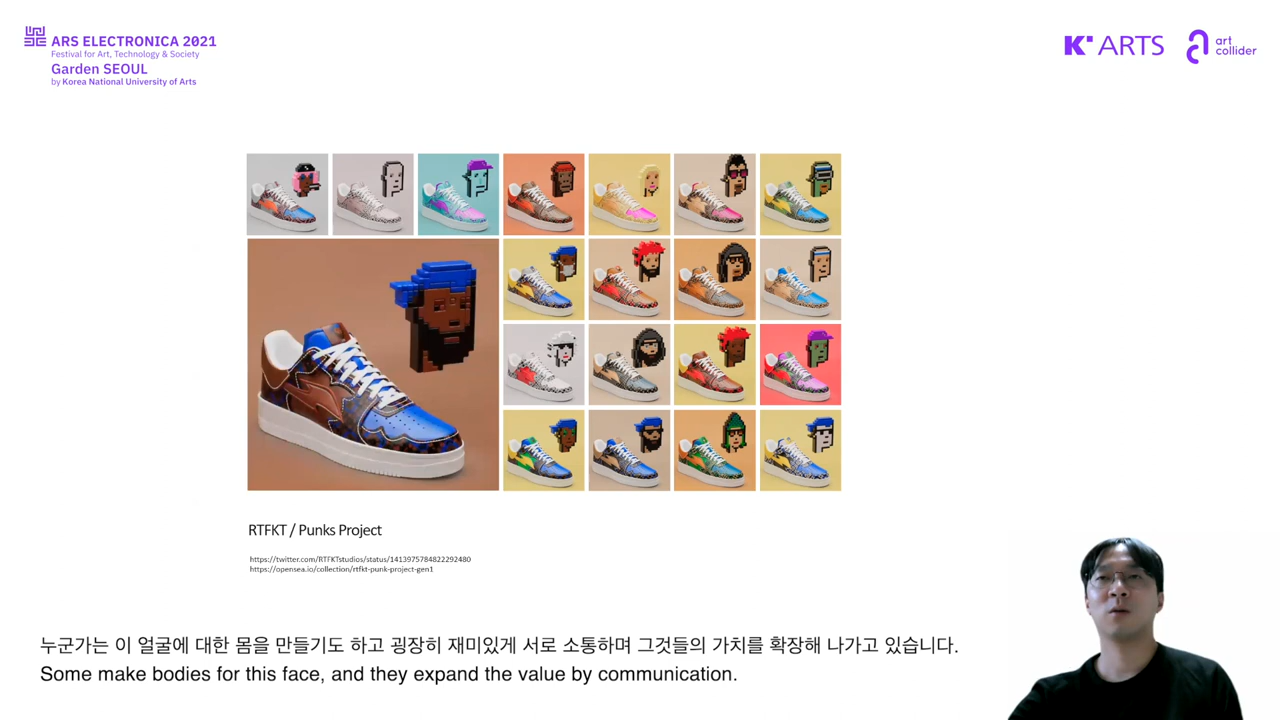 ARS ELECTRONICA 2021
Festival for Art, Technology & Society
Garden SEOUL
by Korea National University of Arts
K' ARTS
art
collider
RTFKT / Punks Project
https://twitter.com/RTFKTstudios/status/1413975784822292480
https://opensea.io/collection/rtfkt-punk-project-gen1
누군가는 이 얼굴에 대한 몸을 만들기도 하고 굉장히 재미있게 서로 소통하며 그것들의 가치를 확장해 나가고 있습니다.
Some make bodies for this face, and they expand the value by communication.